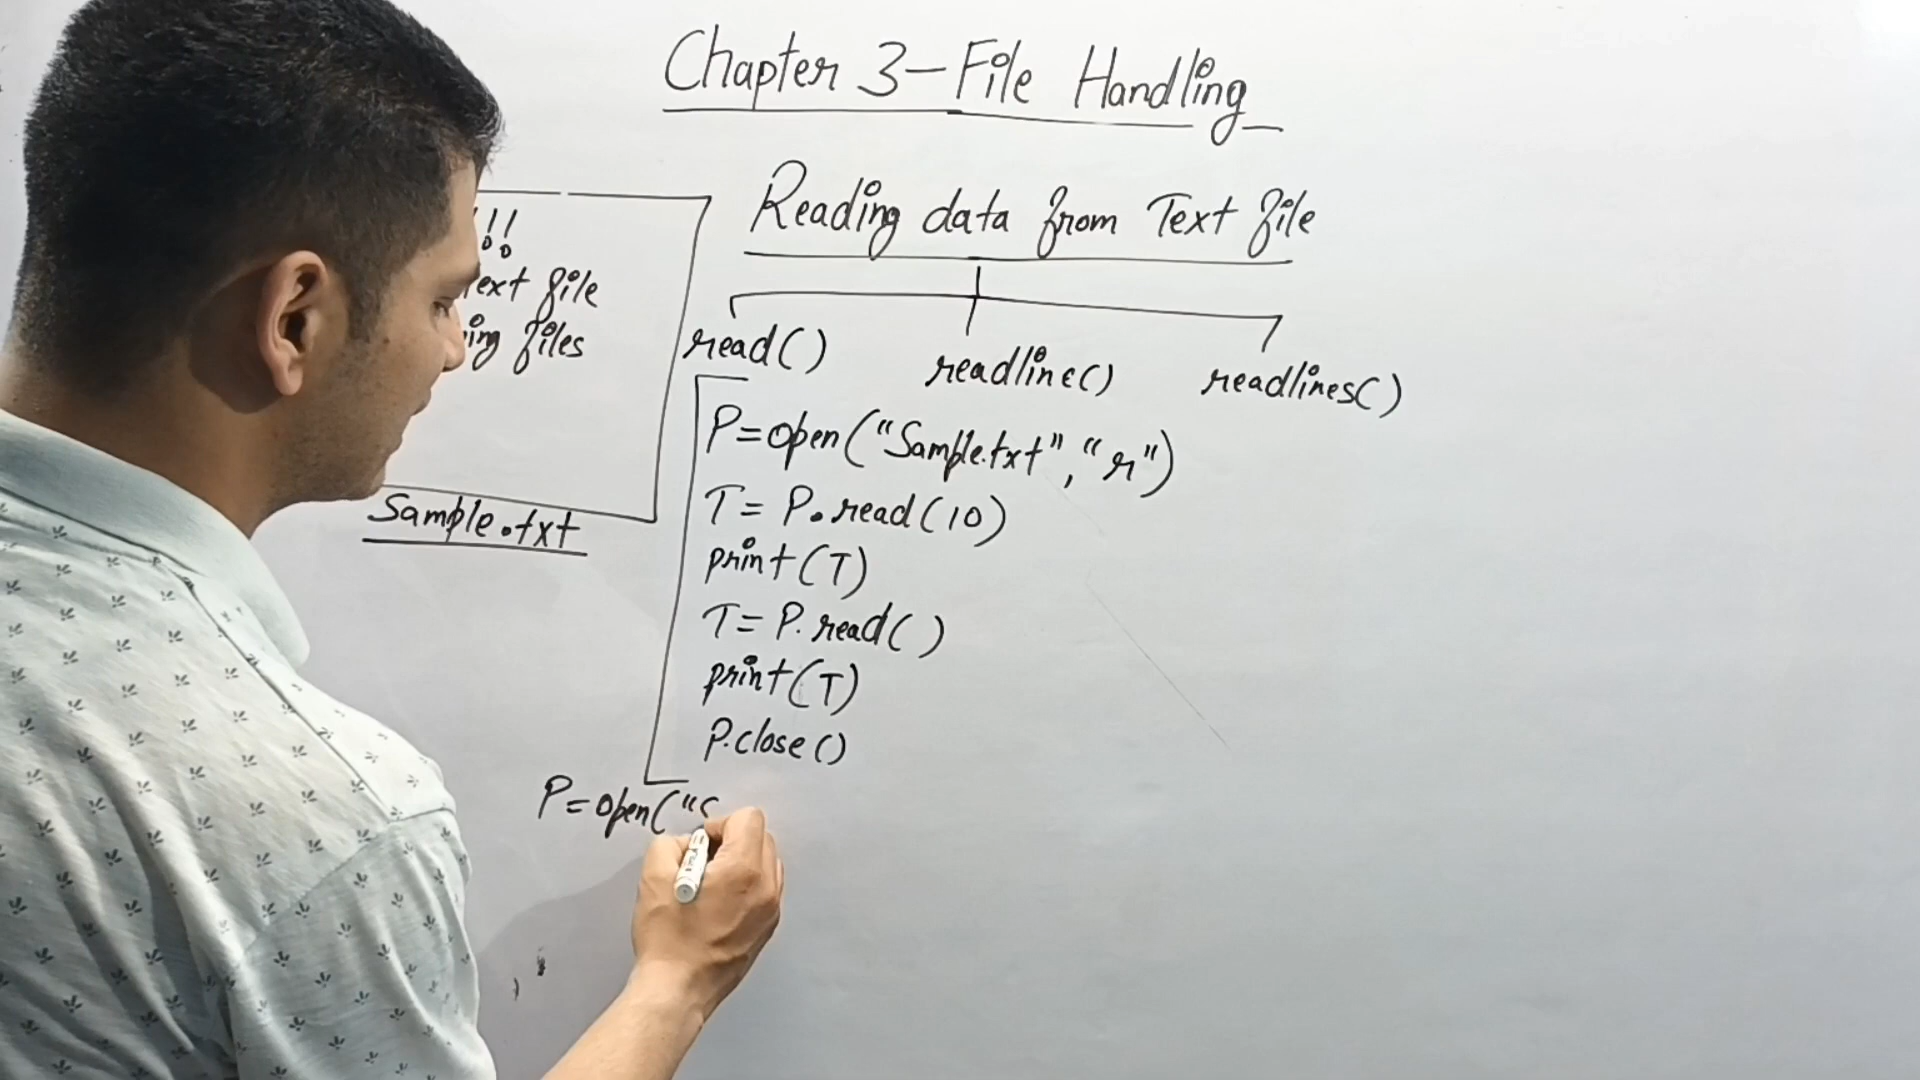 Chapter 3-File Handling
Reading data from Text file
!!
file
files
Sample.txt
read()
readline()
readlines()
P=open("Sample.txt","r")
T = P.read(10)
print(T)
T = P.read( )
print(T)
P.close()
P=open("S